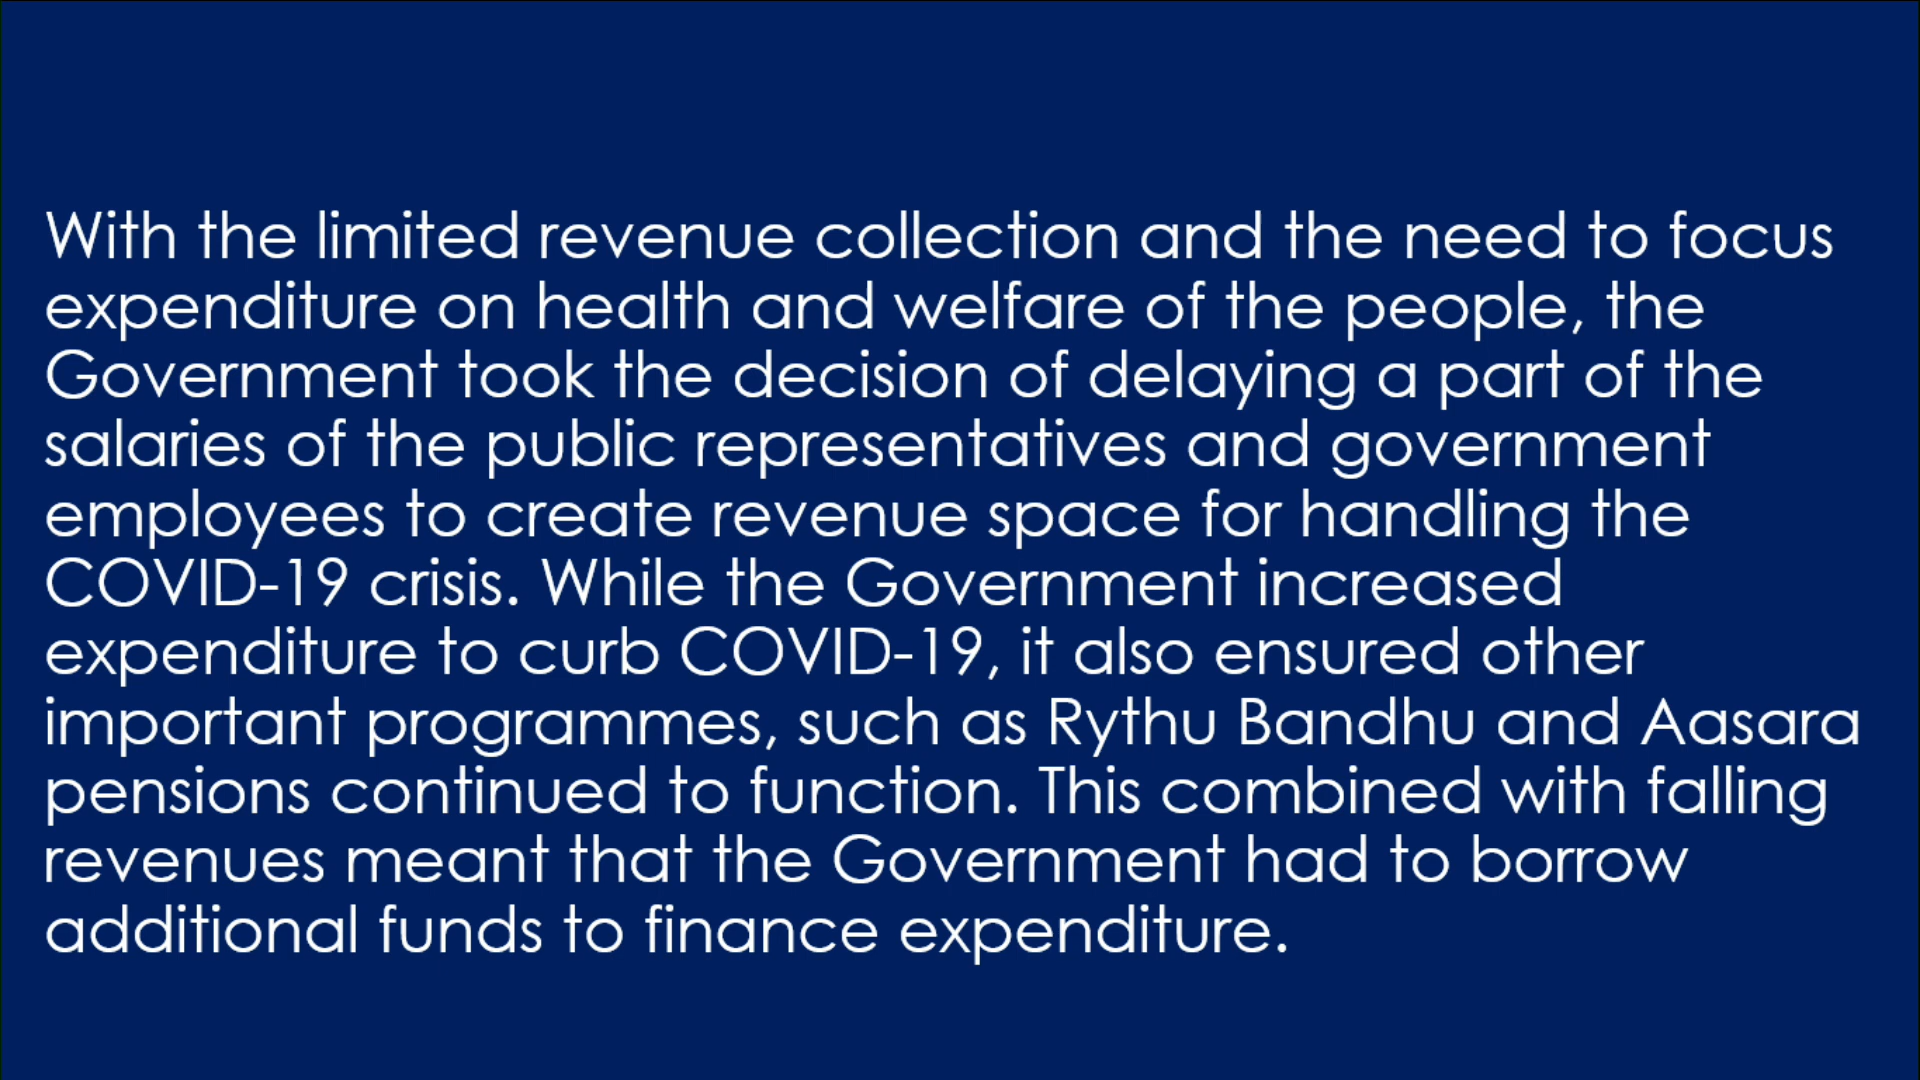 With the limited revenue collection and the need to focus
expenditure on health and welfare of the people, the
Government took the decision of delaying a part of the
salaries of the public representatives and government
employees to create revenue space for handling the
COVID-19 crisis. While the Government increased
expenditure to curb COVID-19, it also ensured other
important programmes, such as Rythu Bandhu and Aasara
pensions continued to function. This combined with falling
revenues meant that the Government had to borrow
additional funds to finance expenditure.